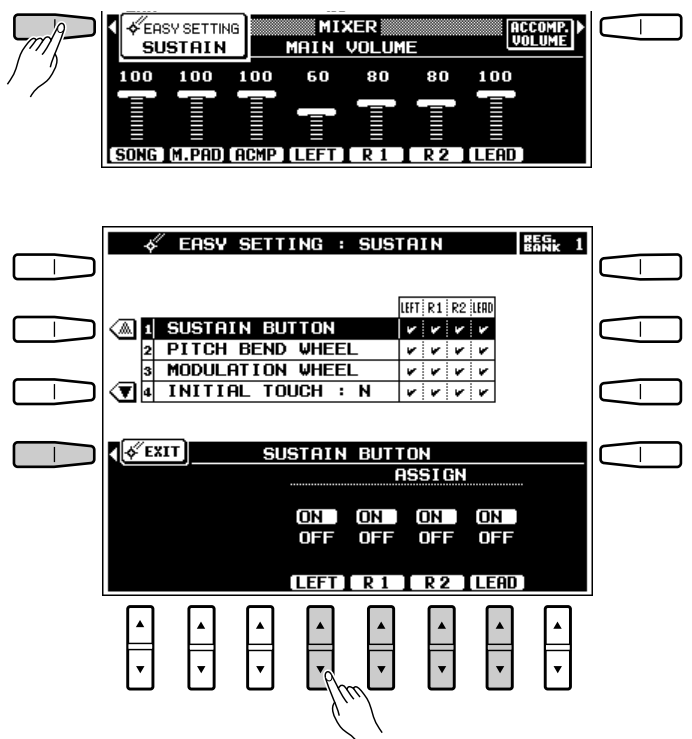 EASY SETTING MIXER ACCOMP.
SUSTAIN MAIN VOLUME VOLUME
100 100 100 60 80 80 100
SONG M.PAD ACMP LEFT R 1 R 2 LEAD
EASY SETTING : SUSTAIN REG. BANK 1
LEFT R1 R2 LEAD
1 SUSTAIN BUTTON
2 PITCH BEND WHEEL
3 MODULATION WHEEL
4 INITIAL TOUCH : N
EXIT SUSTAIN BUTTON
ASSIGN
ON ON ON ON
OFF OFF OFF OFF
LEFT R 1 R 2 LEAD